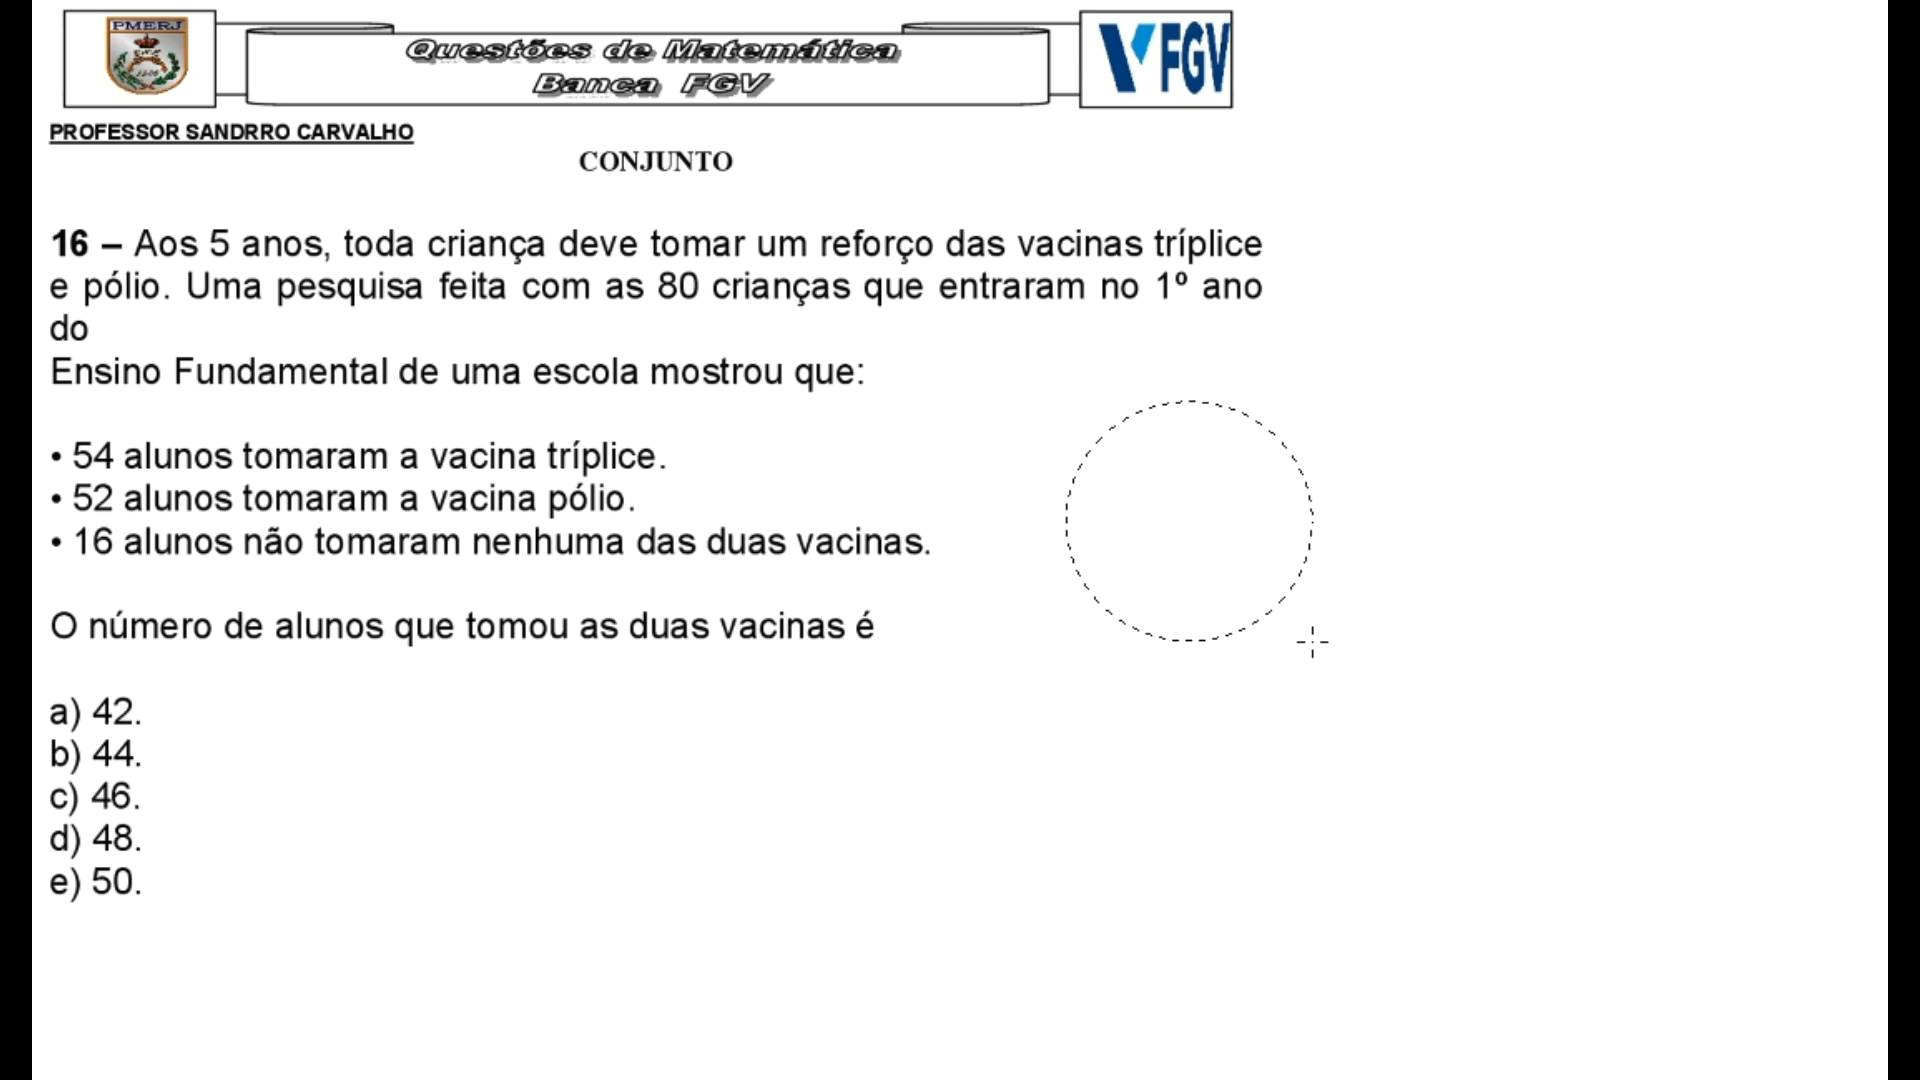 PMERJ
Questões de Matemática
Banca FGV
FGV
PROFESSOR SANDRRO CARVALHO
CONJUNTO
16 – Aos 5 anos, toda criança deve tomar um reforço das vacinas tríplice
e pólio. Uma pesquisa feita com as 80 crianças que entraram no 1º ano
do
Ensino Fundamental de uma escola mostrou que:
• 54 alunos tomaram a vacina tríplice.
• 52 alunos tomaram a vacina pólio.
• 16 alunos não tomaram nenhuma das duas vacinas.
O número de alunos que tomou as duas vacinas é
a) 42.
b) 44.
c) 46.
d) 48.
e) 50.